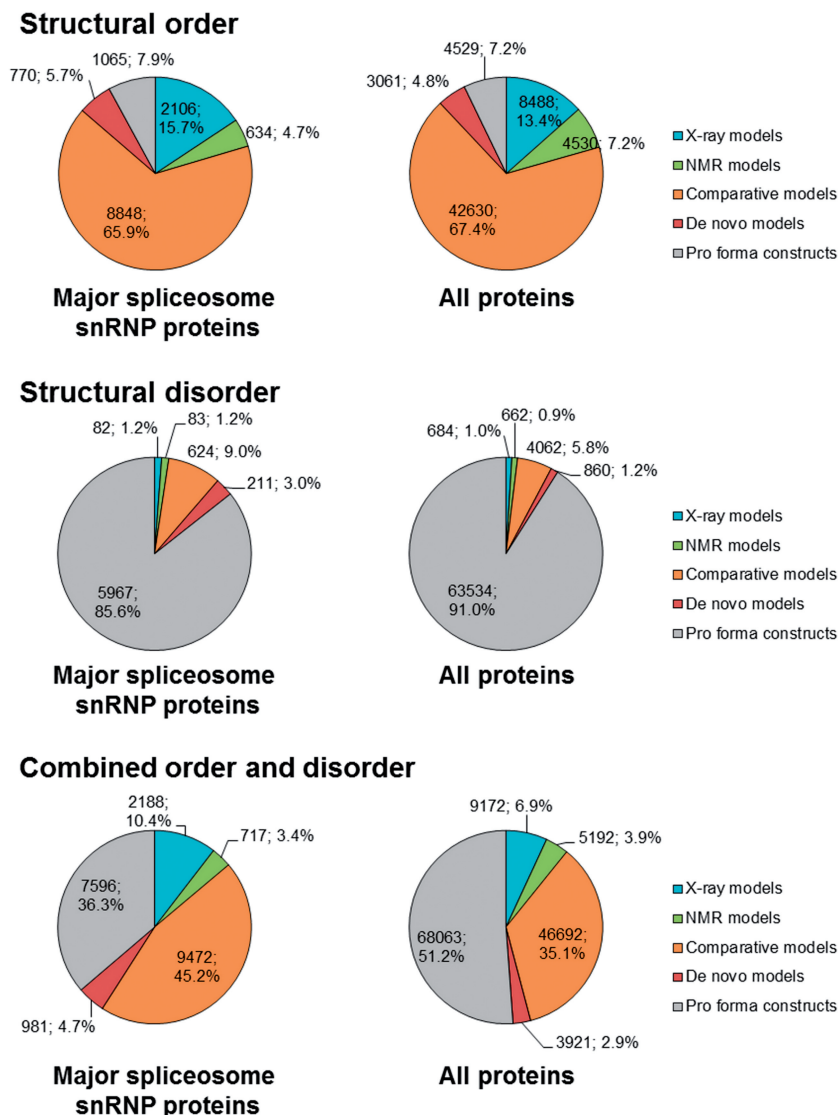 Structural order
1065; 7.9%
770; 5.7%
2106;
15.7%
634; 4.7%
8848;
65.9%
Major spliceosome
snRNP proteins
4529; 7.2%
3061; 4.8%
8488;
13.4%
4530; 7.2%
42630;
67.4%
All proteins
X-ray models
NMR models
Comparative models
De novo models
Pro forma constructs
Structural disorder
83; 1.2%
82; 1.2%
624; 9.0%
211; 3.0%
5967;
85.6%
Major spliceosome
snRNP proteins
662; 0.9%
684; 1.0%
4062; 5.8%
860; 1.2%
63534;
91.0%
All proteins
X-ray models
NMR models
Comparative models
De novo models
Pro forma constructs
Combined order and disorder
2188;
10.4%
717; 3.4%
7596;
36.3%
9472;
45.2%
981; 4.7%
Major spliceosome
snRNP proteins
9172; 6.9%
5192; 3.9%
68063;
51.2%
46692;
35.1%
3921; 2.9%
All proteins
X-ray models
NMR models
Comparative models
De novo models
Pro forma constructs